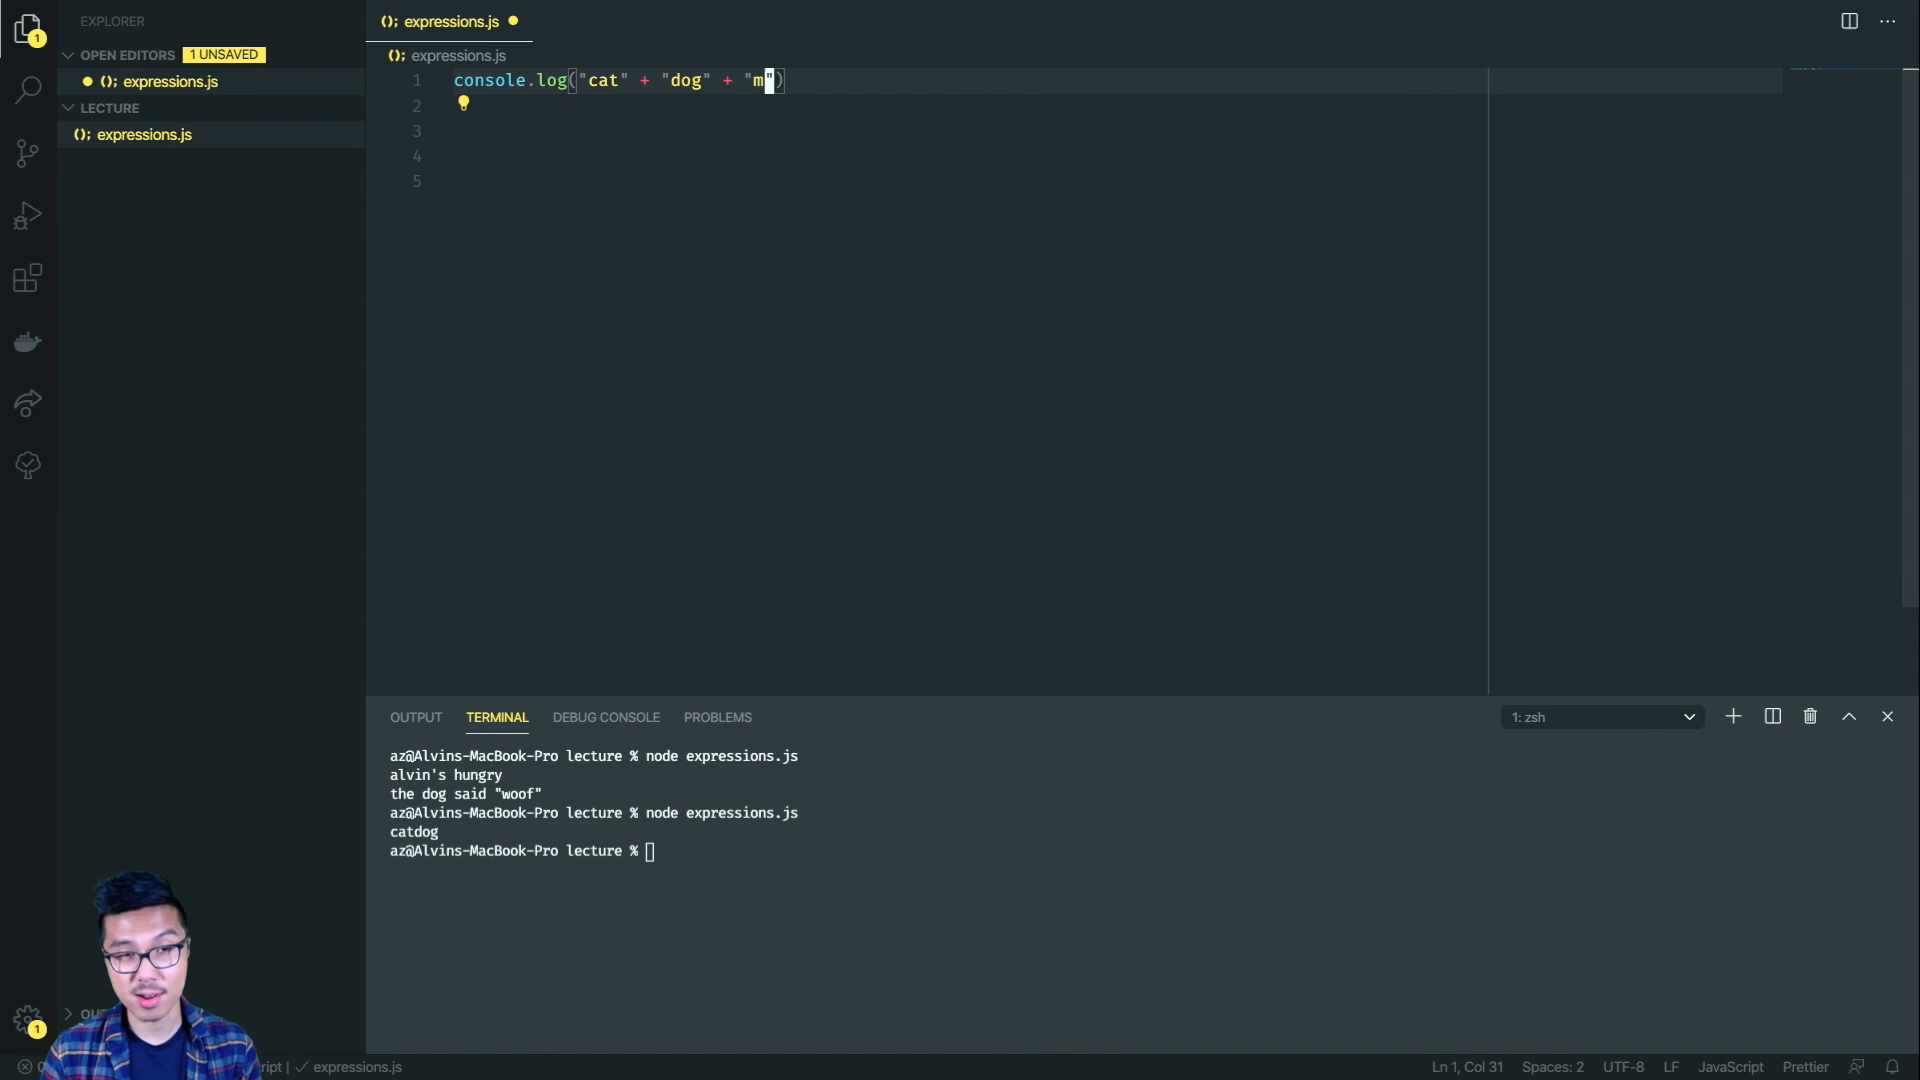 EXPLORER
OPEN EDITORS 1 UNSAVED
expressions.js
LECTURE
expressions.js
expressions.js
expressions.js
1 console.log("cat" + "dog" + "m")
2
3
4
5
OUTPUT TERMINAL DEBUG CONSOLE PROBLEMS
1: zsh
az@Alvins-MacBook-Pro lecture % node expressions.js
alvin's hungry
the dog said "woof"
az@Alvins-MacBook-Pro lecture % node expressions.js
catdog
az@Alvins-MacBook-Pro lecture %
1
1
ript | ✓ expressions.js
Ln 1, Col 31 Spaces: 2 UTF-8 LF JavaScript Prettier